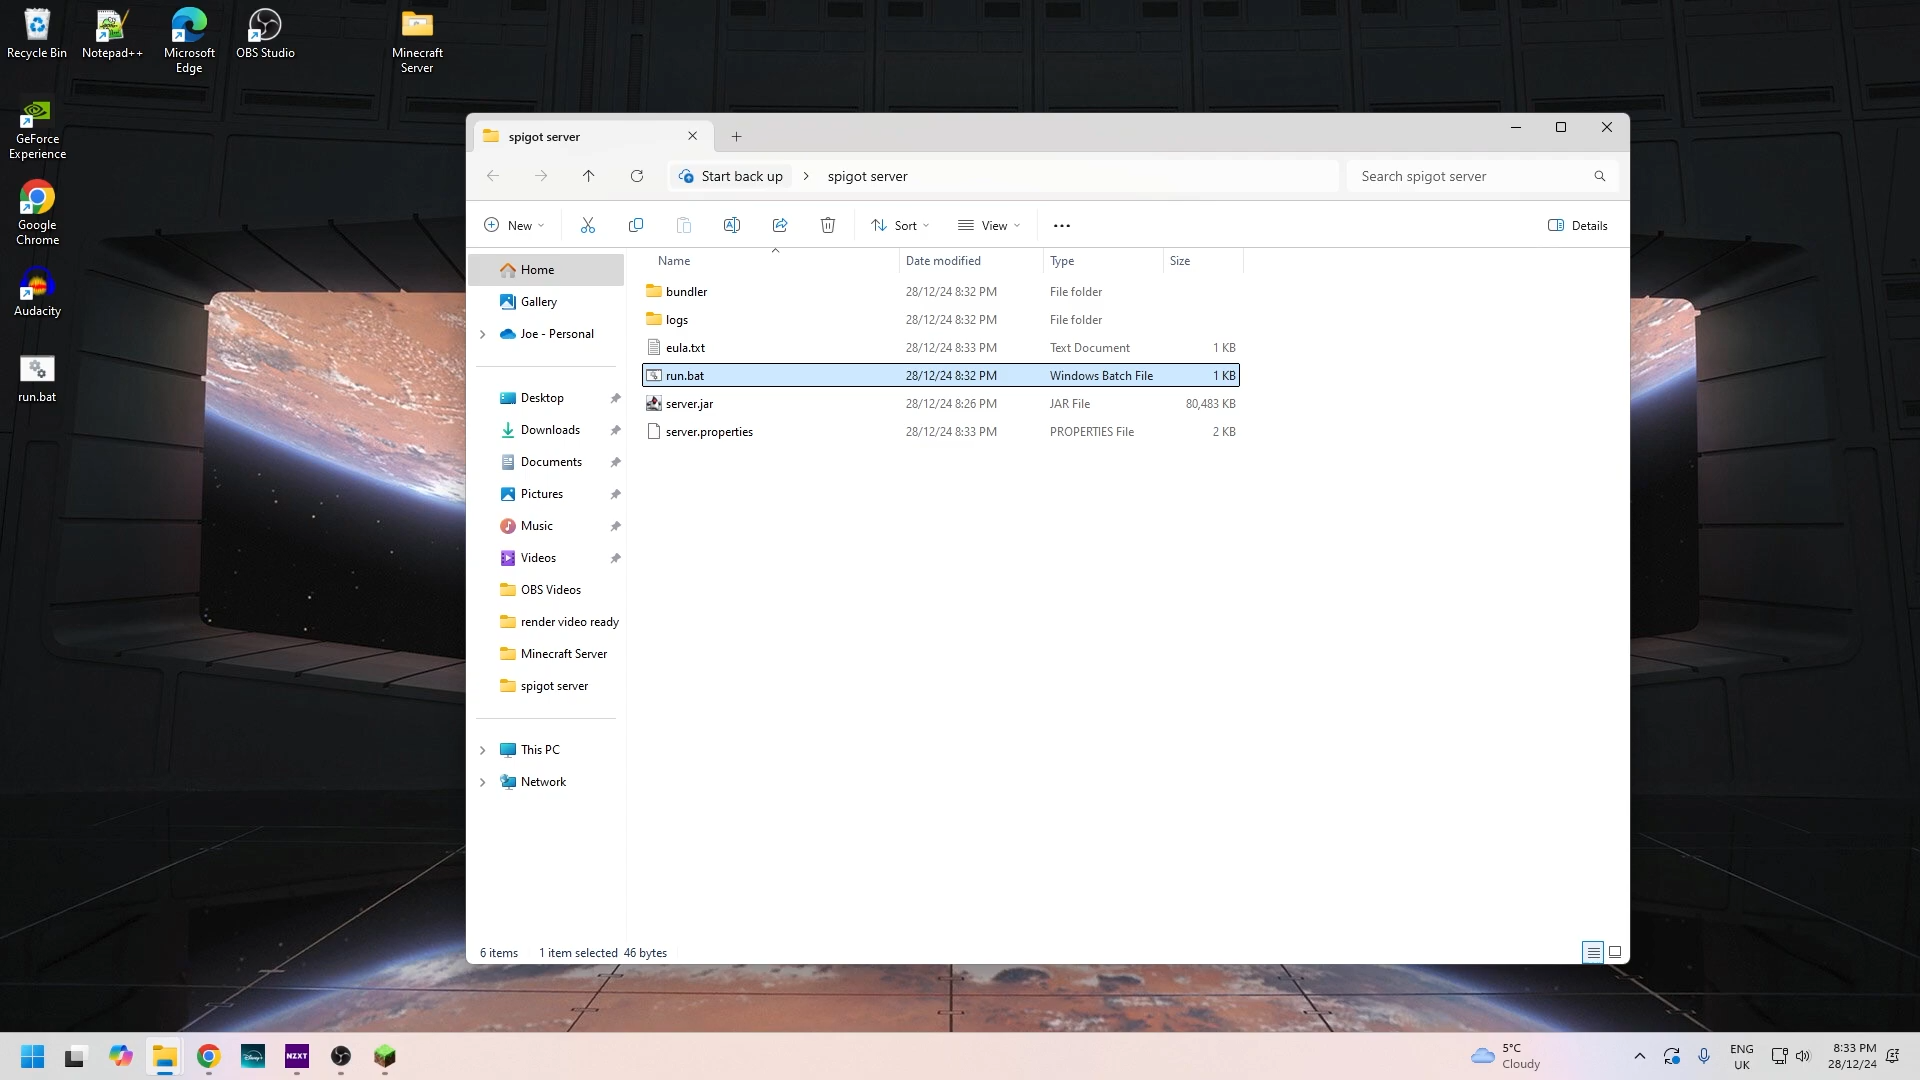 Recycle Bin
Notepad++
Microsoft
Edge
OBS Studio
Minecraft
Server
GeForce
Experience
Google
Chrome
Audacity
run.bat
spigot server
Start back up
spigot server
Search spigot server
New
Sort
View
Details
Name
Date modified
Type
Size
Home
Gallery
Joe - Personal
Desktop
Downloads
Documents
Pictures
Music
Videos
OBS Videos
render video ready
Minecraft Server
spigot server
This PC
Network
bundler 28/12/24 8:32 PM File folder
logs 28/12/24 8:32 PM File folder
eula.txt 28/12/24 8:33 PM Text Document 1 KB
run.bat 28/12/24 8:32 PM Windows Batch File 1 KB
server.jar 28/12/24 8:26 PM JAR File 80,483 KB
server.properties 28/12/24 8:33 PM PROPERTIES File 2 KB
6 items 1 item selected 46 bytes
Disney+
NZXT
5°C
Cloudy
ENG
UK
8:33 PM
28/12/24